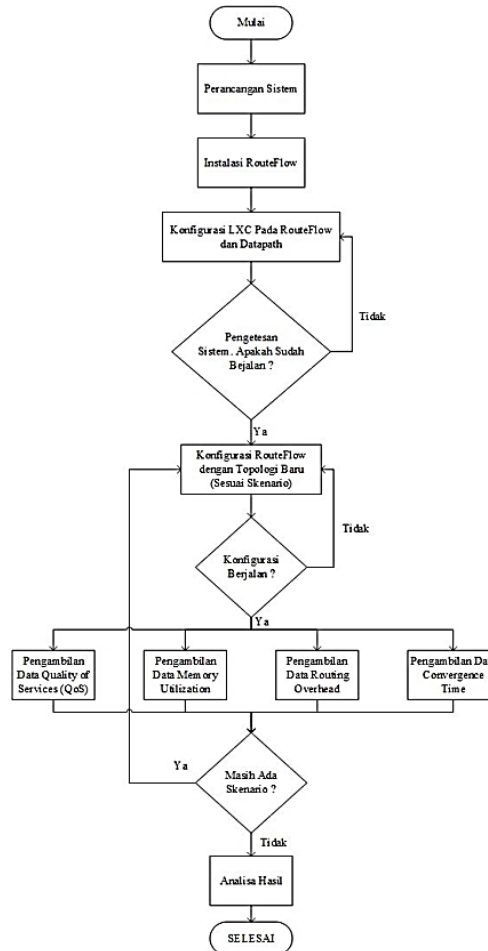 Mulai
Perancangan Sistem
Instalasi RouteFlow
Konfigurasi LXC Pada RouteFlow
dan Datapath
Tidak
Pengetesan
Sistem . Apakah Sudah
Bejalan ?
Ya
Konfigurasi RouteFlow
dengan Topologi Baru
(Sesuai Skenario)
Tidak
Konfigurasi
Berjalan ?
Ya
Pengambilan
Data Quality of
Services (QoS)
Pengambilan
Data Memory
Utilization
Pengambilan
Data Routing
Overhead
Pengambilan Dat
Convergence
Time
Ya
Masih Ada
Skenario ?
Tidak
Analisa Hasil
SELESAI